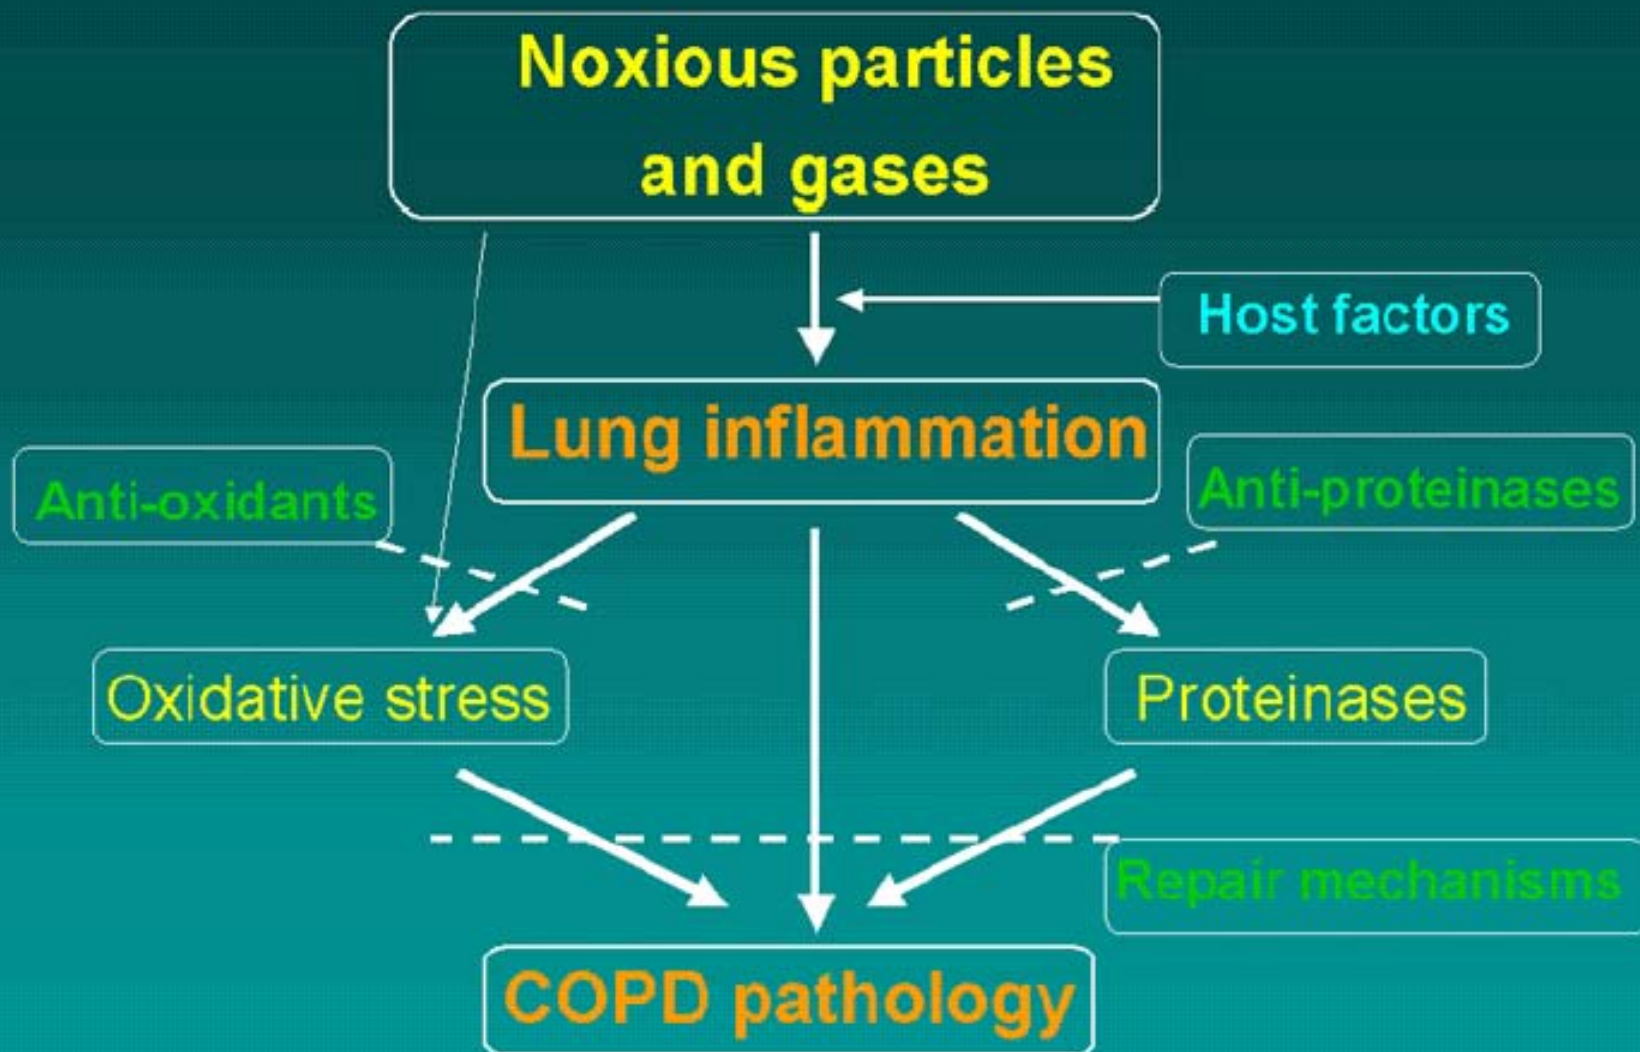 Noxious particles
and gases
Host factors
Lung inflammation
Anti-oxidants
Anti-proteinases
Oxidative stress
Proteinases
Repair mechanisms
COPD pathology